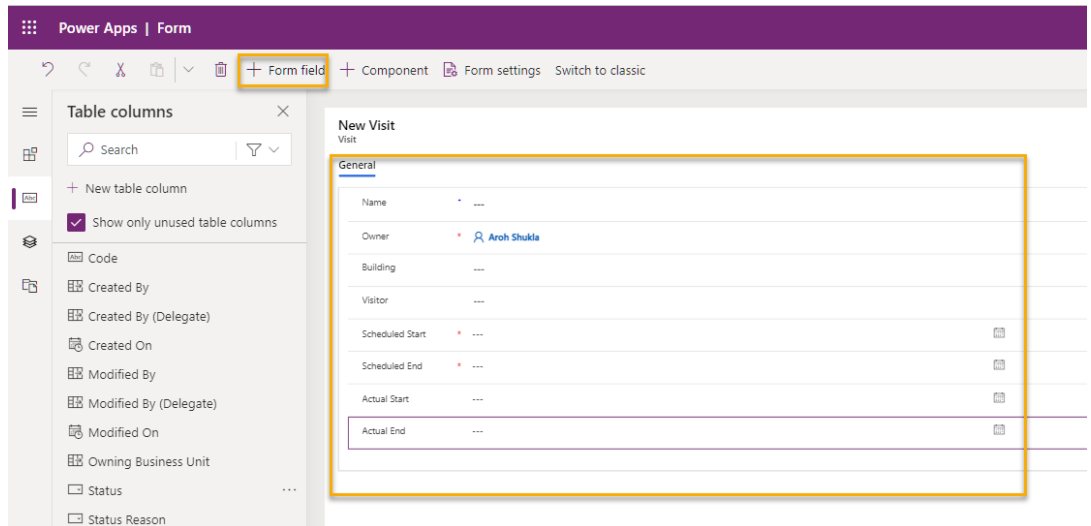 Power Apps | Form
+ Form field + Component Form settings Switch to classic
Table columns
Search
+ New table column
Show only unused table columns
Abc Code
Created By
Created By (Delegate)
Created On
Modified By
Modified By (Delegate)
Modified On
Owning Business Unit
Status ...
Status Reason
Abc
New Visit
Visit
General
Name * ---
Owner * Aroh Shukla
Building ---
Visitor ---
Scheduled Start * ---
Scheduled End * ---
Actual Start ---
Actual End ---